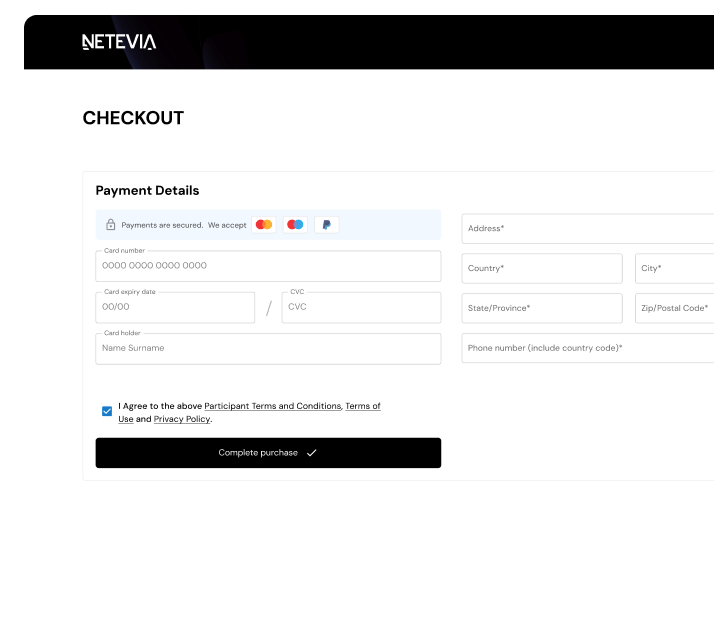 NETEVIA
CHECKOUT
Payment Details
Payments are secured. We accept
Card number
0000 0000 0000 0000
Card expiry date
00/00
/
CVC
CVC
Card holder
Name Surname
Address*
Country*
City*
State/Province*
Zip/Postal Code*
Phone number (include country code)*
I Agree to the above Participant Terms and Conditions, Terms of
Use and Privacy Policy.
Complete purchase